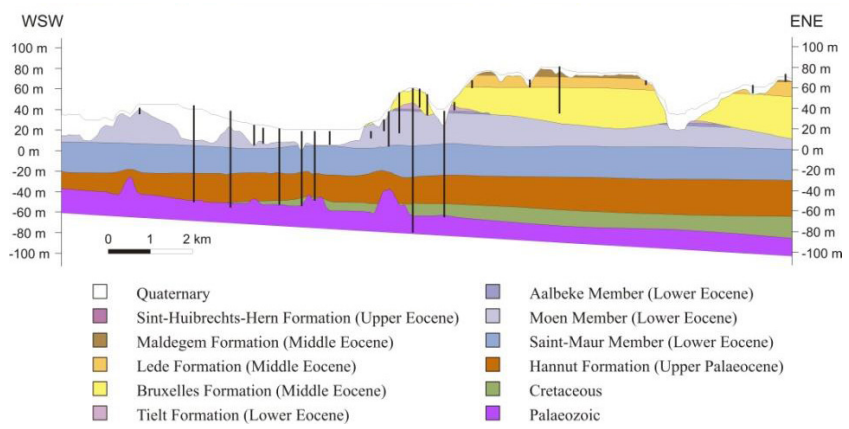 WSW
ENE
100 m
80 m
60 m
40 m
20 m
0 m
-20 m
-40 m
-60 m
-80 m
-100 m
100 m
80 m
60 m
40 m
20 m
0 m
-20 m
-40 m
-60 m
-80 m
-100 m
0 1 2 km
Quaternary
Sint-Huibrechts-Hern Formation (Upper Eocene)
Maldegem Formation (Middle Eocene)
Lede Formation (Middle Eocene)
Bruxelles Formation (Middle Eocene)
Tielt Formation (Lower Eocene)
Aalbeke Member (Lower Eocene)
Moen Member (Lower Eocene)
Saint-Maur Member (Lower Eocene)
Hannut Formation (Upper Palaeocene)
Cretaceous
Palaeozoic